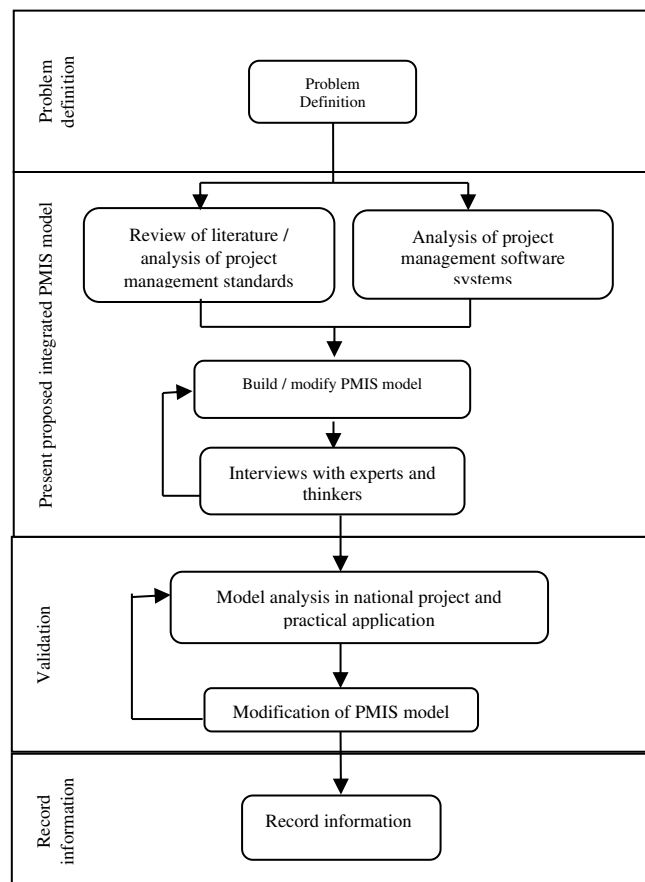 Problem
definition
Problem
Definition
Present proposed integrated PMIS model
Review of literature /
analysis of project
management standards
Analysis of project
management software
systems
Build / modify PMIS model
Interviews with experts and
thinkers
Validation
Model analysis in national project and
practical application
Modification of PMIS model
Record
information
Record information